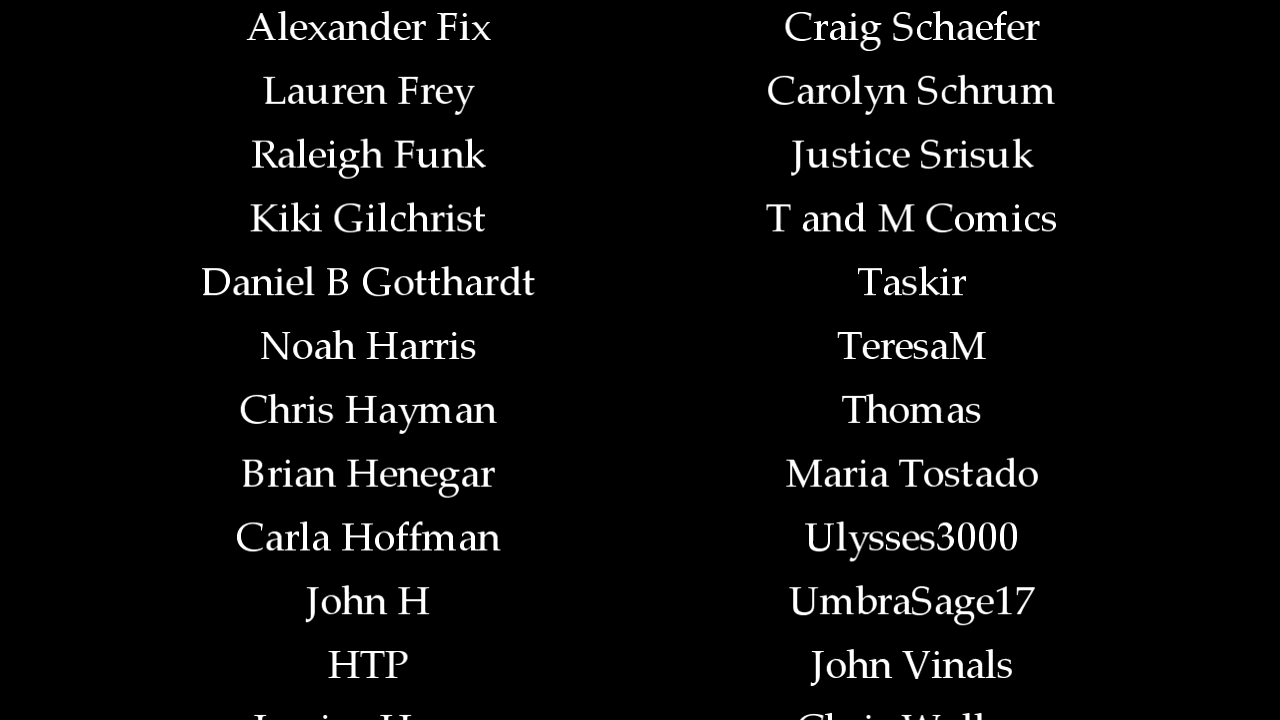 Alexander Fix
Lauren Frey
Raleigh Funk
Kiki Gilchrist
Daniel B Gotthardt
Noah Harris
Chris Hayman
Brian Henegar
Carla Hoffman
John H
HTP
Craig Schaefer
Carolyn Schrum
Justice Srisuk
T and M Comics
Taskir
TeresaM
Thomas
Maria Tostado
Ulysses3000
UmbraSage17
John Vinals